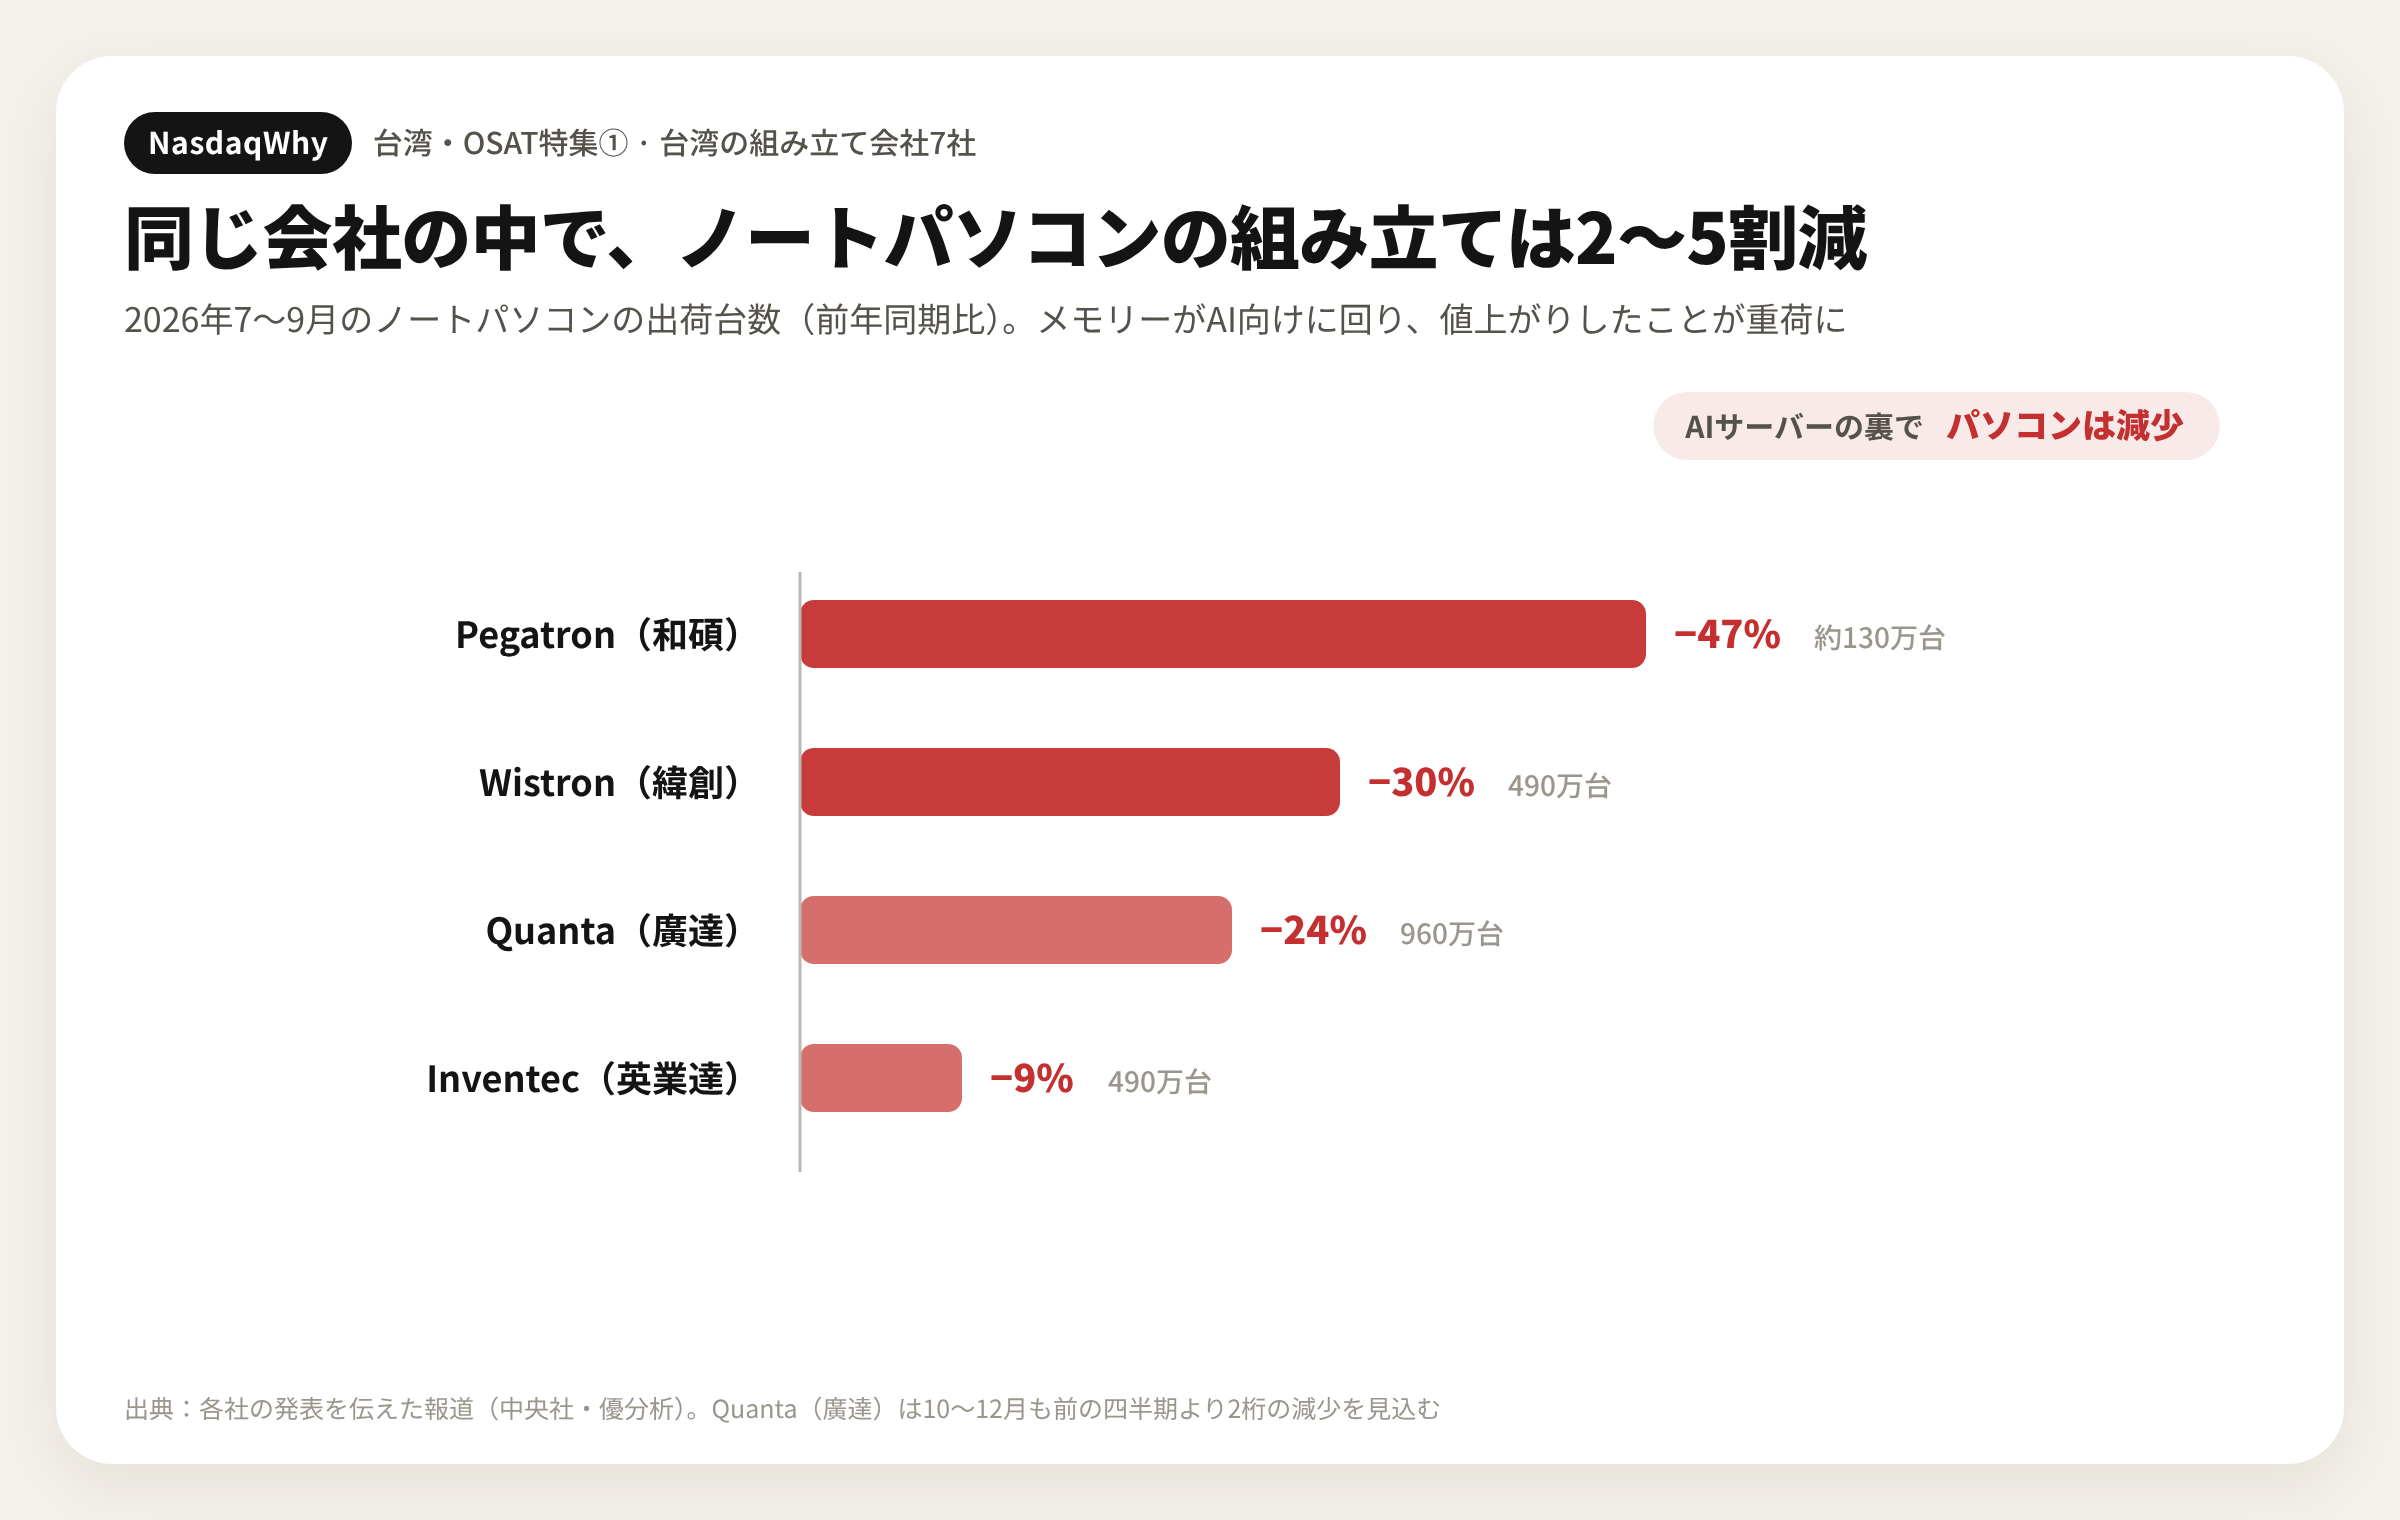 NasdaqWhy 台湾・OSAT特集① · 台湾の組み立て会社7社
同じ会社の中で、ノートパソコンの組み立ては2〜5割減
2026年7〜9月のノートパソコンの出荷台数（前年同期比）。メモリーがAI向けに回り、値上がりしたことが重荷に
AIサーバーの裏で パソコンは減少
Pegatron（和碩） −47% 約130万台
Wistron（緯創） −30% 490万台
Quanta（廣達） −24% 960万台
Inventec（英業達） −9% 490万台
出典：各社の発表を伝えた報道（中央社・優分析）。Quanta（廣達）は10〜12月も前の四半期より2桁の減少を見込む